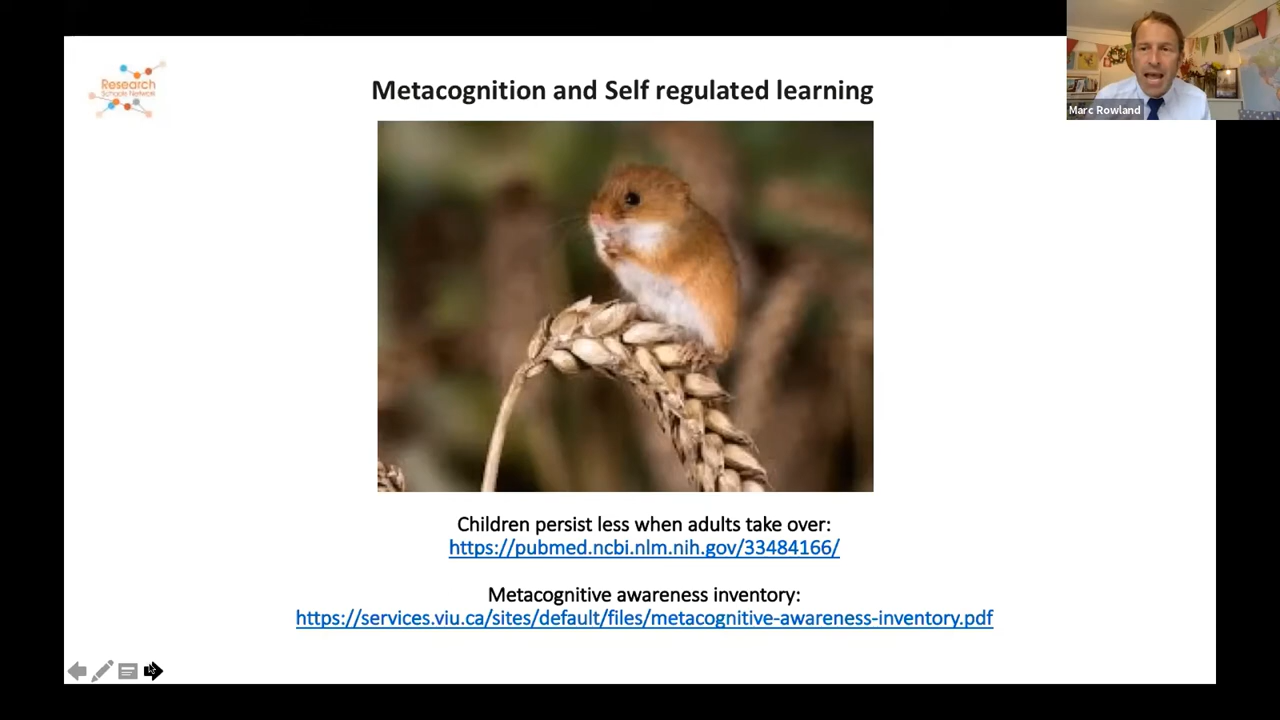 Research
Schools Network
Metacognition and Self regulated learning
Marc Rowland
Children persist less when adults take over:
https://pubmed.ncbi.nlm.nih.gov/33484166/
Metacognitive awareness inventory:
https://services.viu.ca/sites/default/files/metacognitive-awareness-inventory.pdf